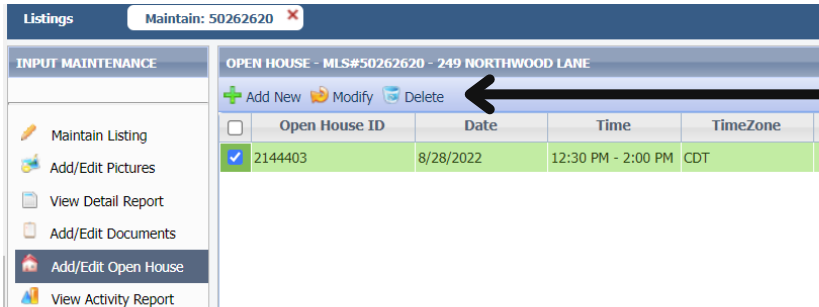 Listings Maintain: 50262620
INPUT MAINTENANCE
OPEN HOUSE - MLS#50262620 - 249 NORTHWOOD LANE
Add New Modify Delete
Open House ID Date Time TimeZone
2144403 8/28/2022 12:30 PM - 2:00 PM CDT
Maintain Listing
Add/Edit Pictures
View Detail Report
Add/Edit Documents
Add/Edit Open House
View Activity Report